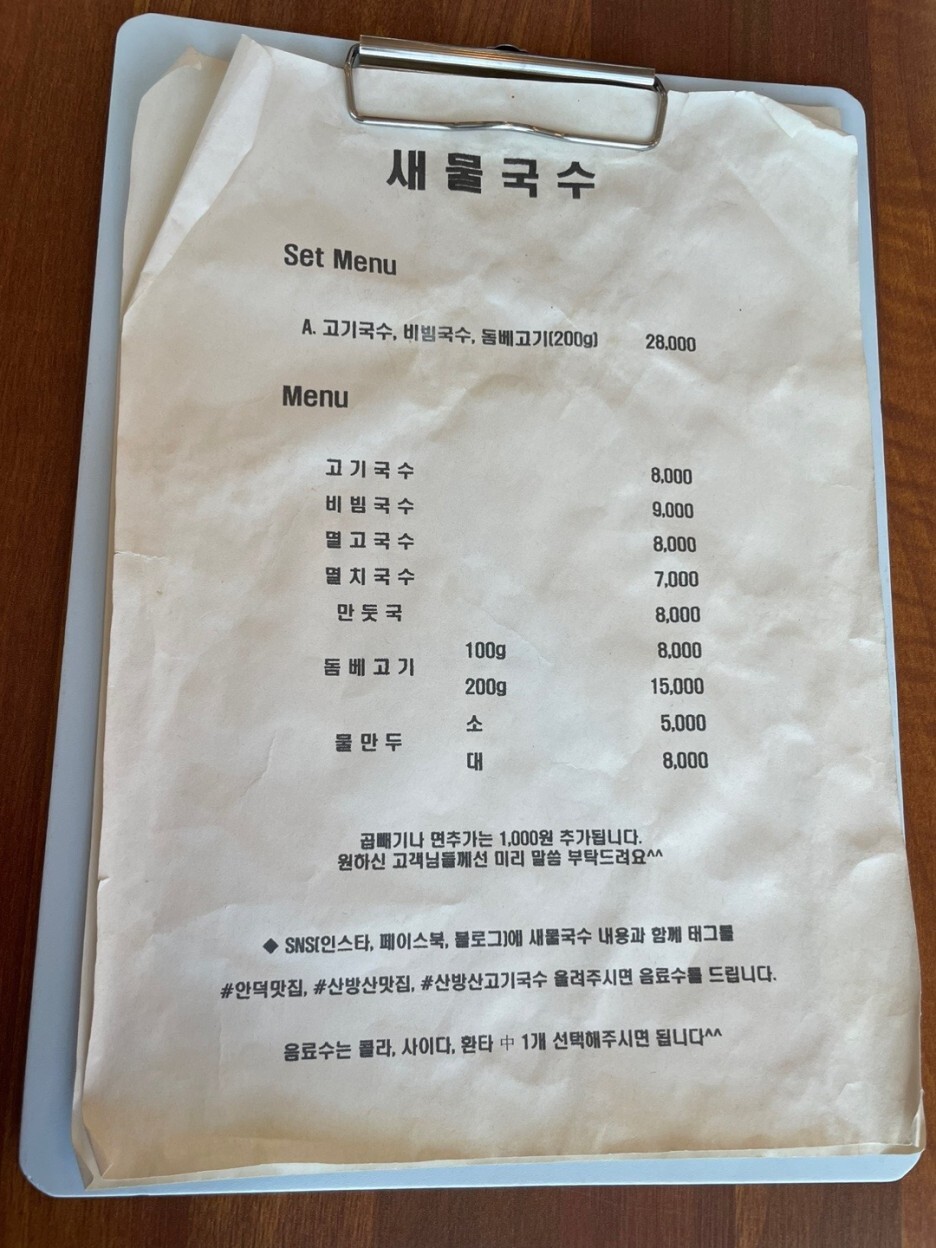 새물국수
Set Menu
A. 고기국수, 비빔국수, 돔베고기(200g) 28,000
Menu
고기국수 8,000
비빔국수 9,000
멸고국수 8,000
멸치국수 7,000
만둣국 8,000
돔베고기 100g 8,000
200g 15,000
물만두 소 5,000
대 8,000
곱빼기나 면추가는 1,000원 추가됩니다.
원하신 고객님들께선 미리 말씀 부탁드려요^^
◆ SNS(인스타, 페이스북, 블로그)에 새물국수 내용과 함께 태그를
#안덕맛집, #산방산맛집, #산방산고기국수 올려주시면 음료수를 드립니다.
음료수는 콜라, 사이다, 환타 中 1개 선택해주시면 됩니다^^